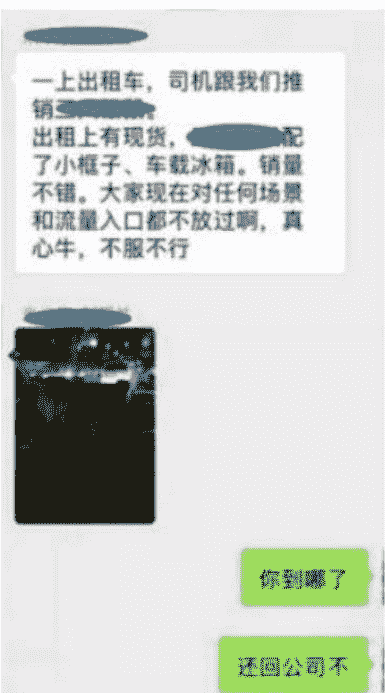 一上出租车，司机跟我们推
销
出租上有现货，配
了小框子、车载冰箱。销量
不错。大家现在对任何场景
和流量入口都不放过啊，真
心牛，不服不行
你到哪了
还回公司不